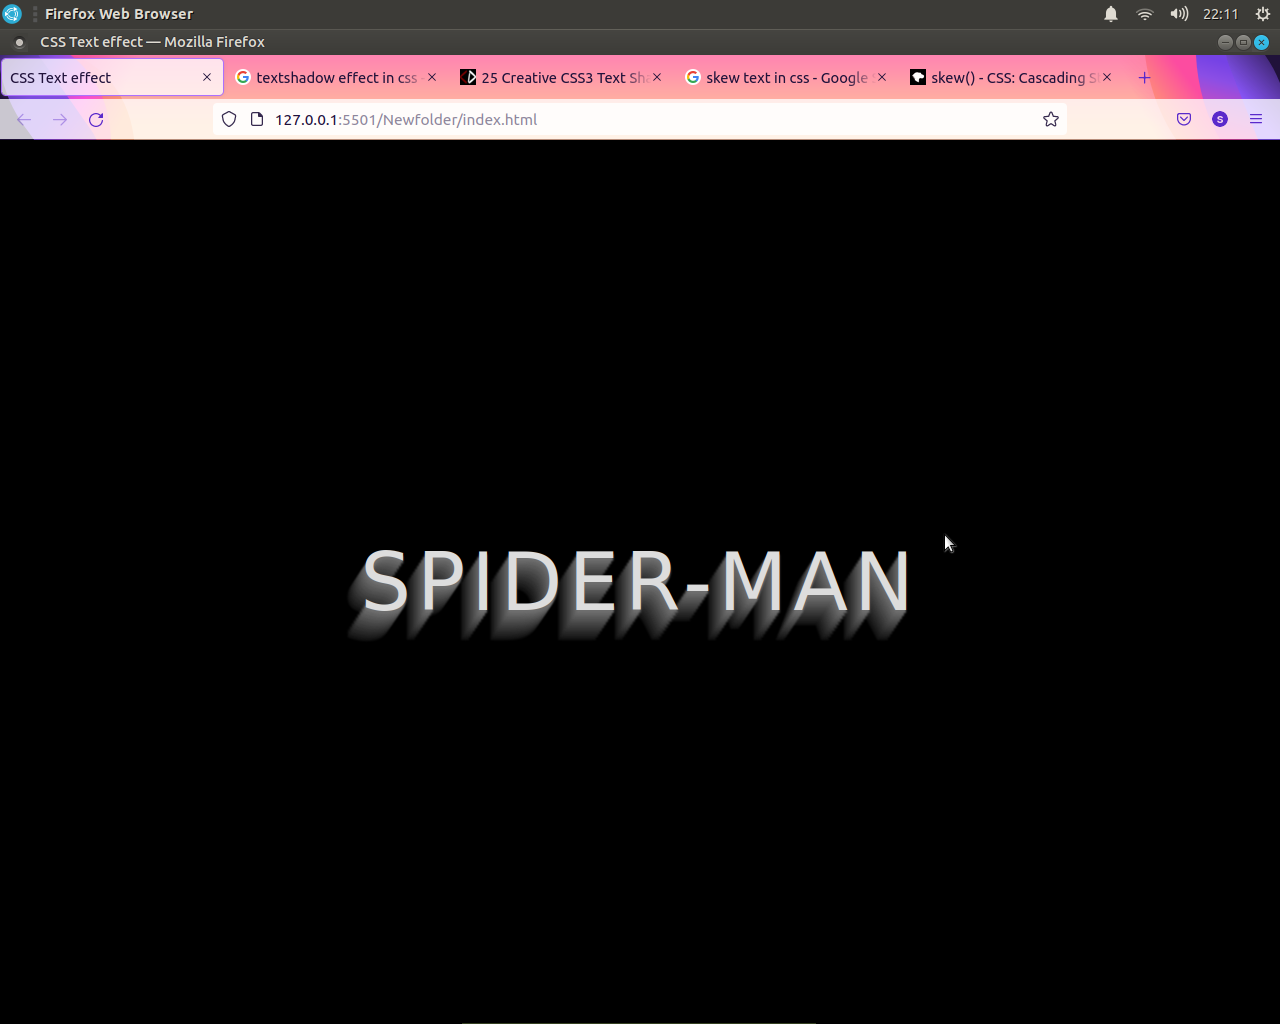 Firefox Web Browser
22:11
CSS Text effect — Mozilla Firefox
CSS Text effect
textshadow effect in css
25 Creative CSS3 Text Sh
skew text in css - Google
skew() - CSS: Cascading S
127.0.0.1:5501/Newfolder/index.html
S
SPIDER-MAN